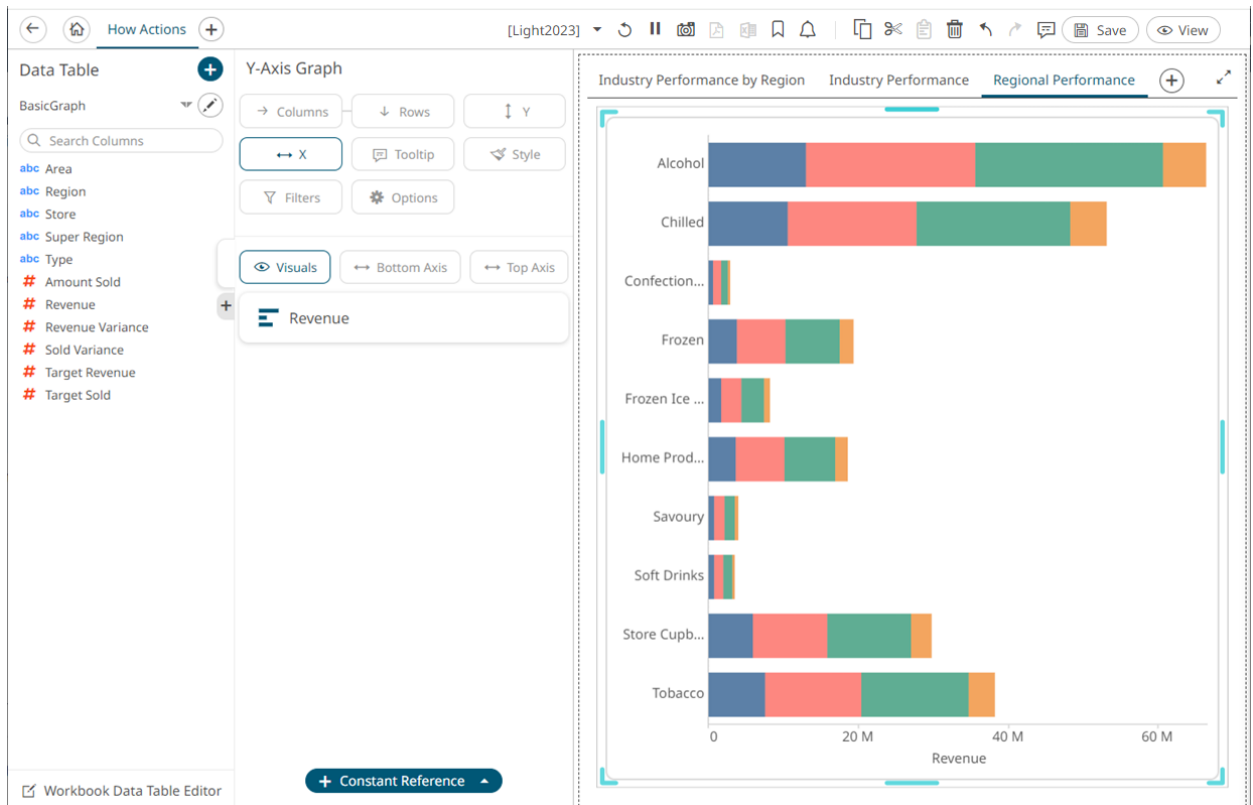 How Actions
[Light2023]
Save
View
Data Table
BasicGraph
Search Columns
abc Area
abc Region
abc Store
abc Super Region
abc Type
# Amount Sold
# Revenue
# Revenue Variance
# Sold Variance
# Target Revenue
# Target Sold
Workbook Data Table Editor
Y-Axis Graph
Columns
Rows
Y
X
Tooltip
Style
Filters
Options
Visuals
Bottom Axis
Top Axis
Revenue
+ Constant Reference
Industry Performance by Region
Industry Performance
Regional Performance
Alcohol
Chilled
Confection...
Frozen
Frozen Ice ...
Home Prod...
Savoury
Soft Drinks
Store Cupb...
Tobacco
0 20 M 40 M 60 M
Revenue